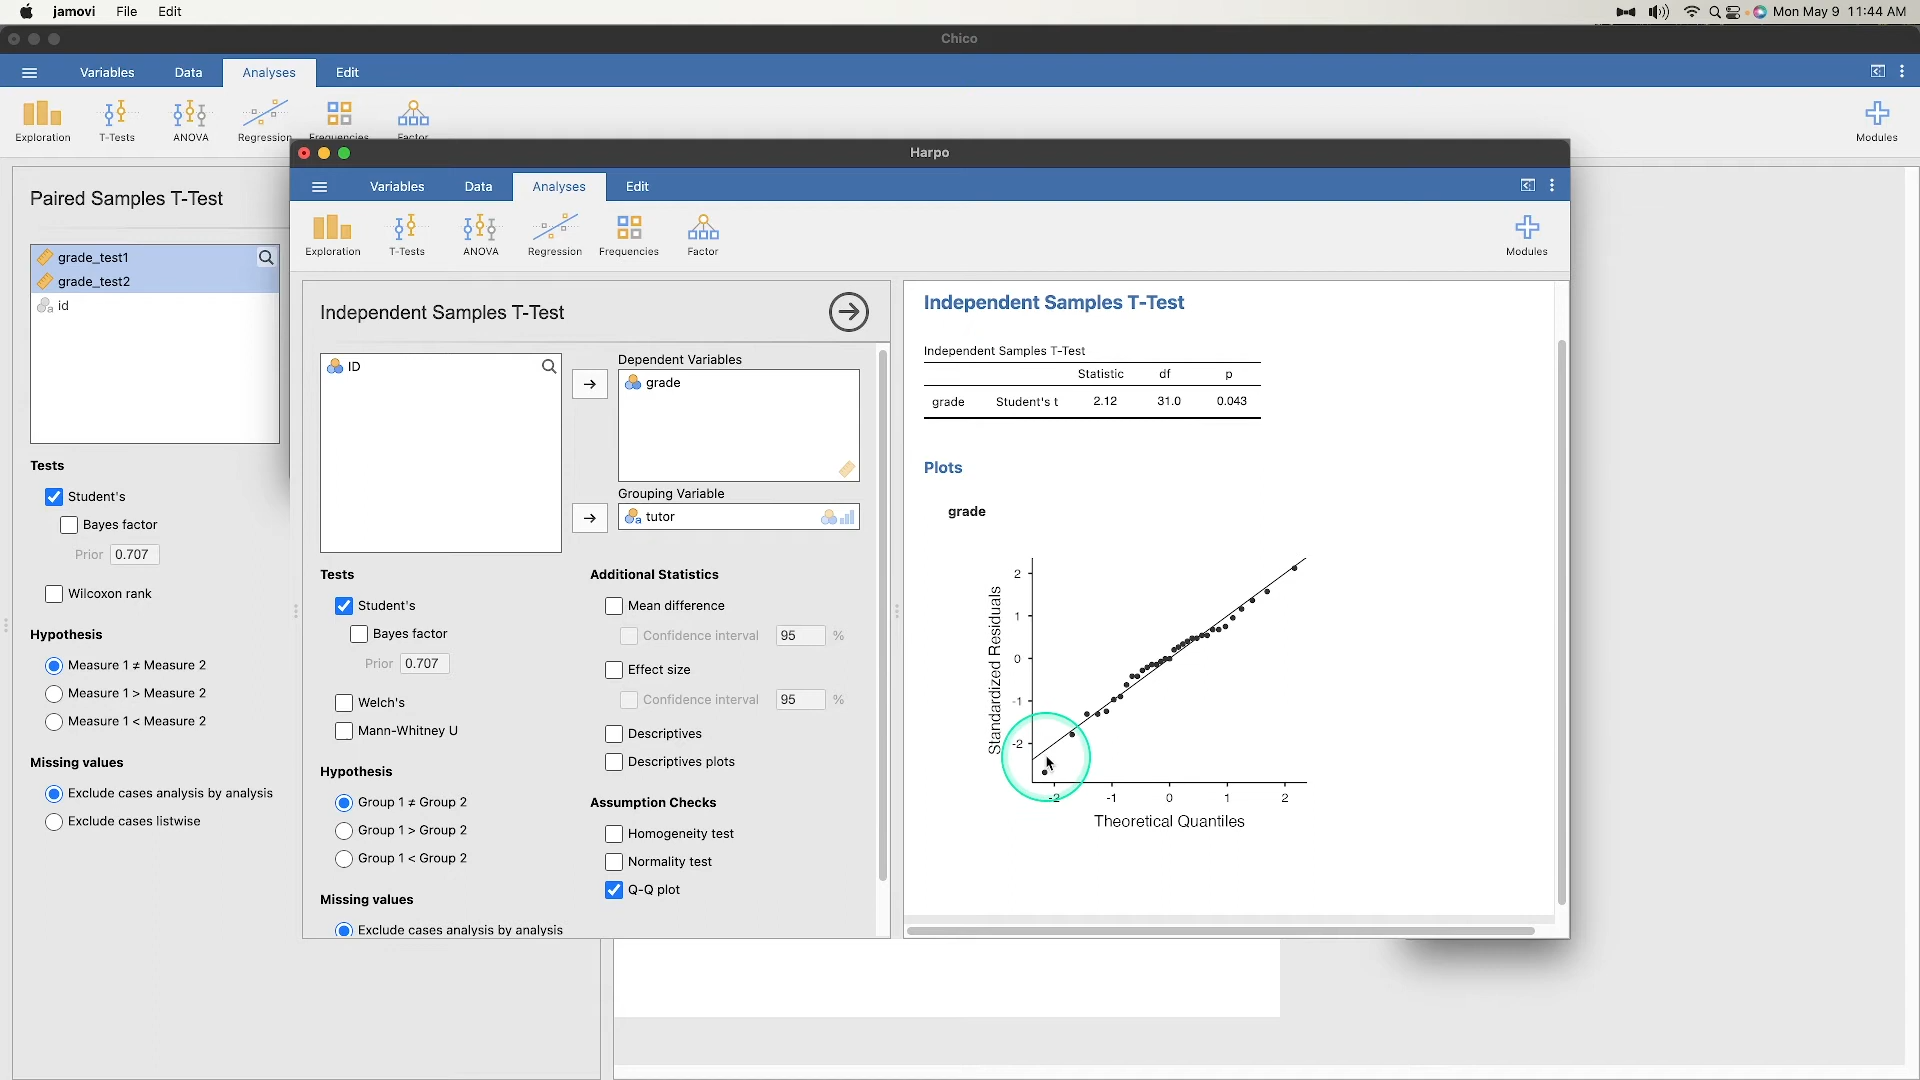 jamovi File Edit
Mon May 9 11:44 AM
Chico
Variables Data Analyses Edit
Exploration T-Tests ANOVA Regression Frequencies Factor Modules
Paired Samples T-Test
grade_test1
grade_test2
id
Tests
Student's
Bayes factor
Prior 0.707
Wilcoxon rank
Hypothesis
Measure 1 ≠ Measure 2
Measure 1 > Measure 2
Measure 1 < Measure 2
Missing values
Exclude cases analysis by analysis
Exclude cases listwise
Harpo
Variables Data Analyses Edit
Exploration T-Tests ANOVA Regression Frequencies Factor Modules
Independent Samples T-Test
ID
Dependent Variables
grade
Grouping Variable
tutor
Tests
Student's
Bayes factor
Prior 0.707
Welch's
Mann-Whitney U
Hypothesis
Group 1 ≠ Group 2
Group 1 > Group 2
Group 1 < Group 2
Missing values
Exclude cases analysis by analysis
Additional Statistics
Mean difference
Confidence interval 95 %
Effect size
Confidence interval 95 %
Descriptives
Descriptives plots
Assumption Checks
Homogeneity test
Normality test
Q-Q plot
Independent Samples T-Test
Independent Samples T-Test
Statistic df p
grade Student's t 2.12 31.0 0.043
Plots
grade
Standardized Residuals
2
1
0
-1
-2
-2 -1 0 1 2
Theoretical Quantiles